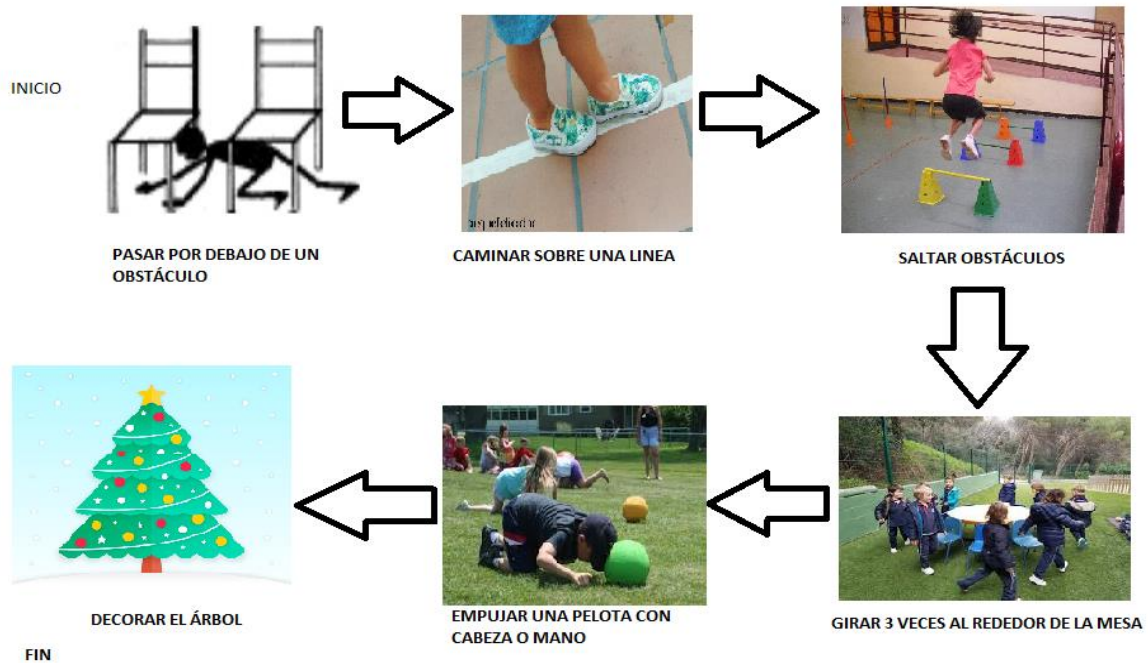 INICIO
PASAR POR DEBAJO DE UN
OBSTÁCULO
CAMINAR SOBRE UNA LINEA
SALTAR OBSTÁCULOS
GIRAR 3 VECES AL REDEDOR DE LA MESA
EMPUJAR UNA PELOTA CON
CABEZA O MANO
DECORAR EL ÁRBOL
FIN